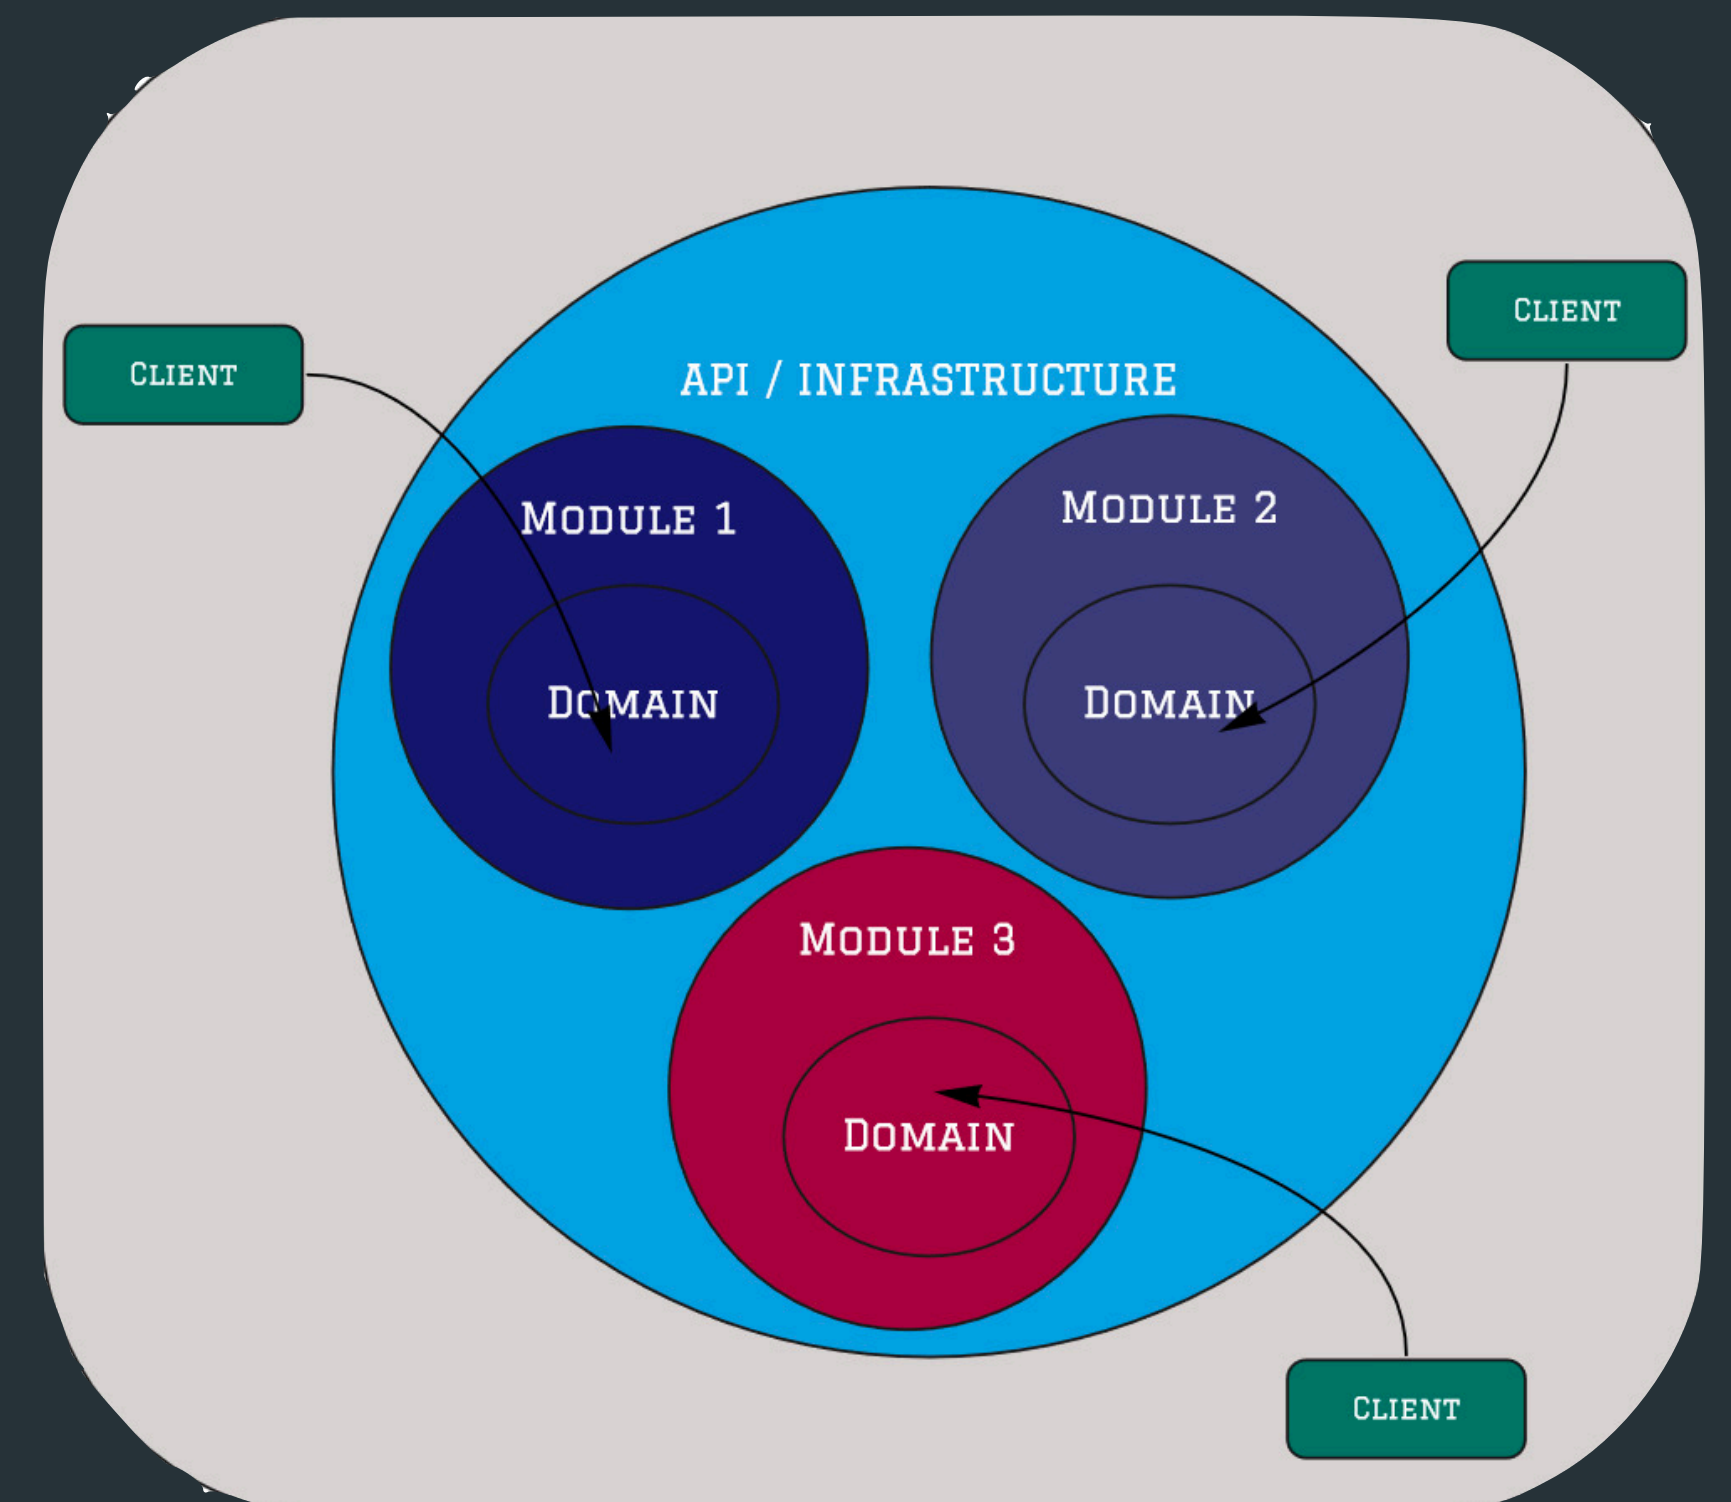 CLIENT
CLIENT
API / INFRASTRUCTURE
MODULE 1
MODULE 2
DOMAIN
DOMAIN
MODULE 3
DOMAIN
CLIENT